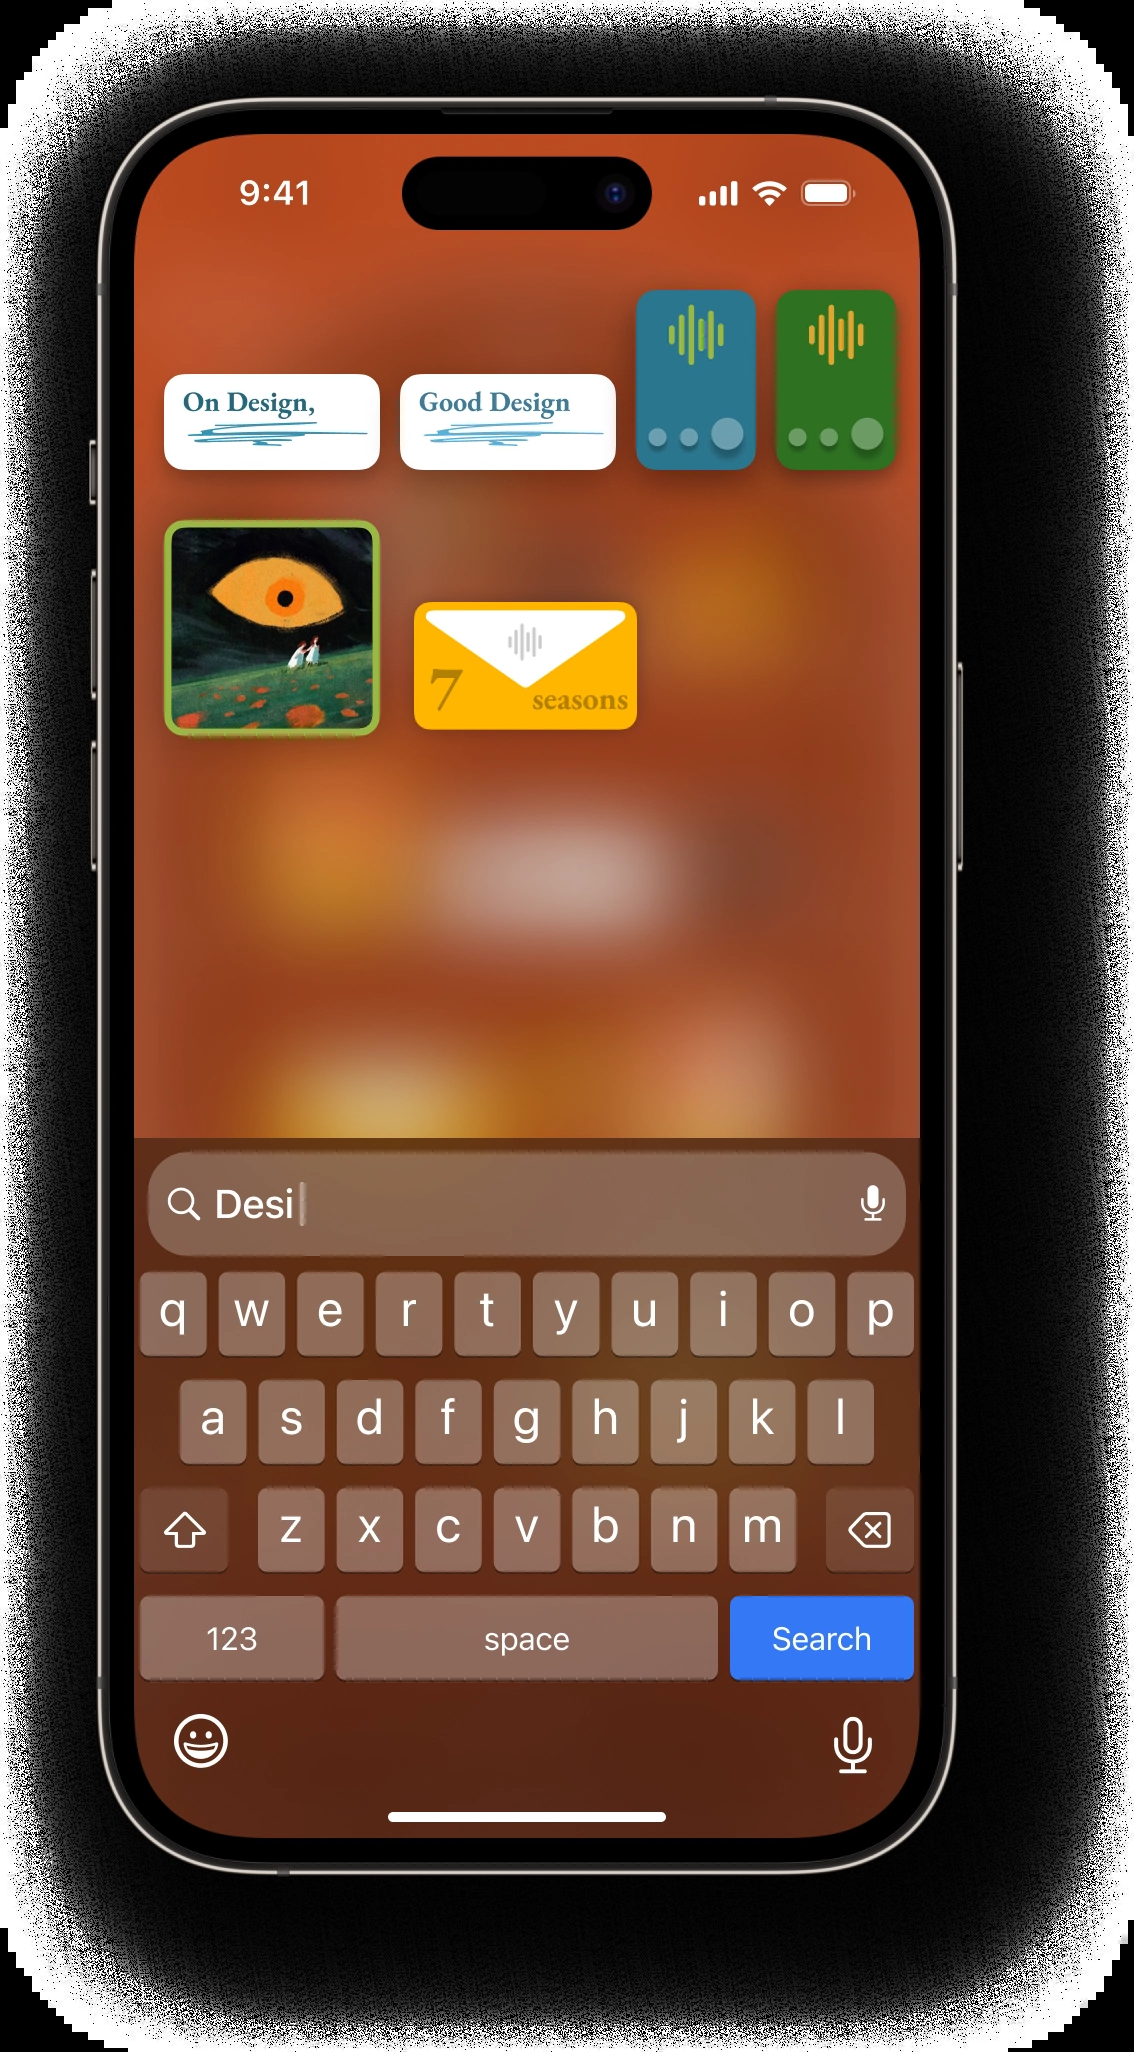 9:41
On Design,
Good Design
7
seasons
Desi
q w e r t y u i o p
a s d f g h j k l
z x c v b n m
123 space Search